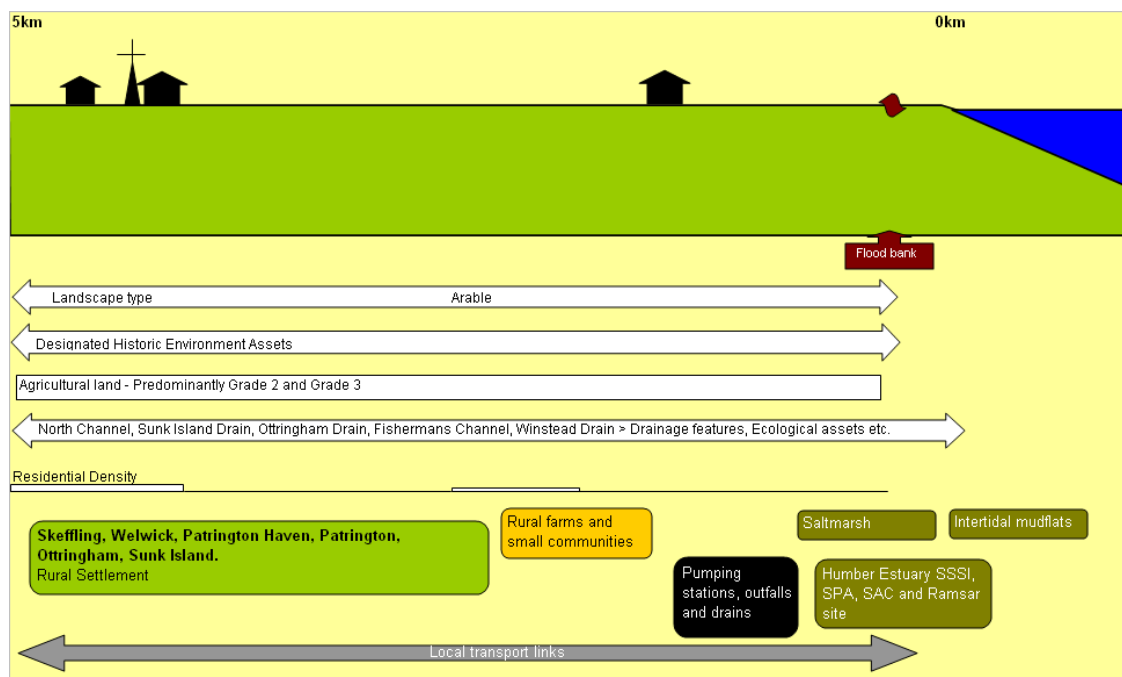 5km
0km
Flood bank
Landscape type
Arable
Designated Historic Environment Assets
Agricultural land - Predominantly Grade 2 and Grade 3
North Channel, Sunk Island Drain, Ottringham Drain, Fishermans Channel, Winstead Drain > Drainage features, Ecological assets etc.
Residential Density
Skeffling, Welwick, Patrington Haven, Patrington,
Ottringham, Sunk Island.
Rural Settlement
Rural farms and
small communities
Pumping
stations, outfalls
and drains
Saltmarsh
Intertidal mudflats
Humber Estuary SSSI,
SPA, SAC and Ramsar
site
Local transport links